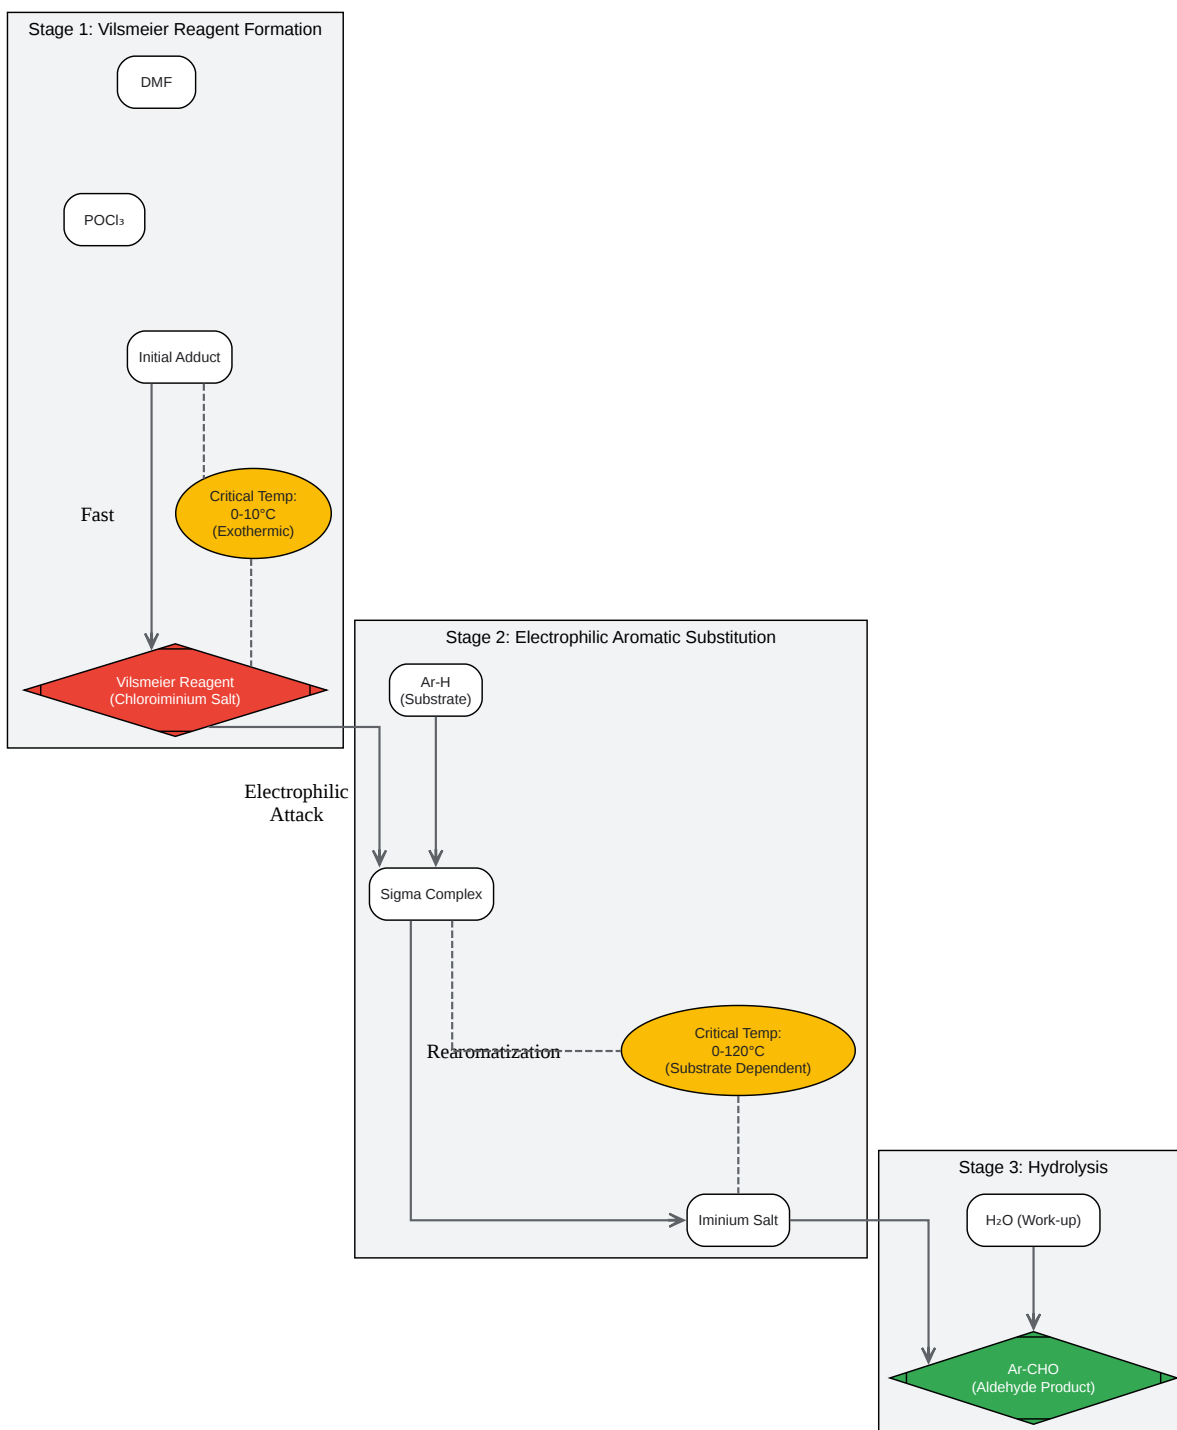 Stage 1: Vilsmeier Reagent Formation
DMF
POCl₃
Initial Adduct
Critical Temp:
0-10°C
(Exothermic)
Fast
Vilsmeier Reagent
(Chloroiminium Salt)
Electrophilic
Attack
Stage 2: Electrophilic Aromatic Substitution
Ar-H
(Substrate)
Sigma Complex
Critical Temp:
0-120°C
(Substrate Dependent)
Rearomatization
Iminium Salt
Stage 3: Hydrolysis
H₂O (Work-up)
Ar-CHO
(Aldehyde Product)